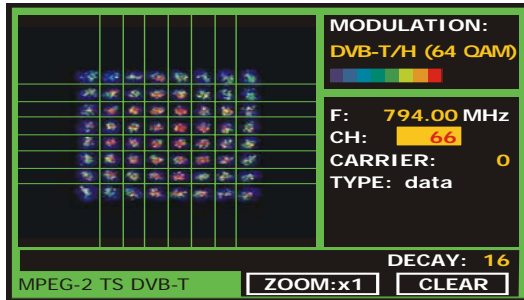 MODULATION:
DVB-T/H (64 QAM)
F: 794.00 MHz
CH: 66
CARRIER: 0
TYPE: data
DECAY: 16
MPEG-2 TS DVB-T ZOOM:x1 CLEAR